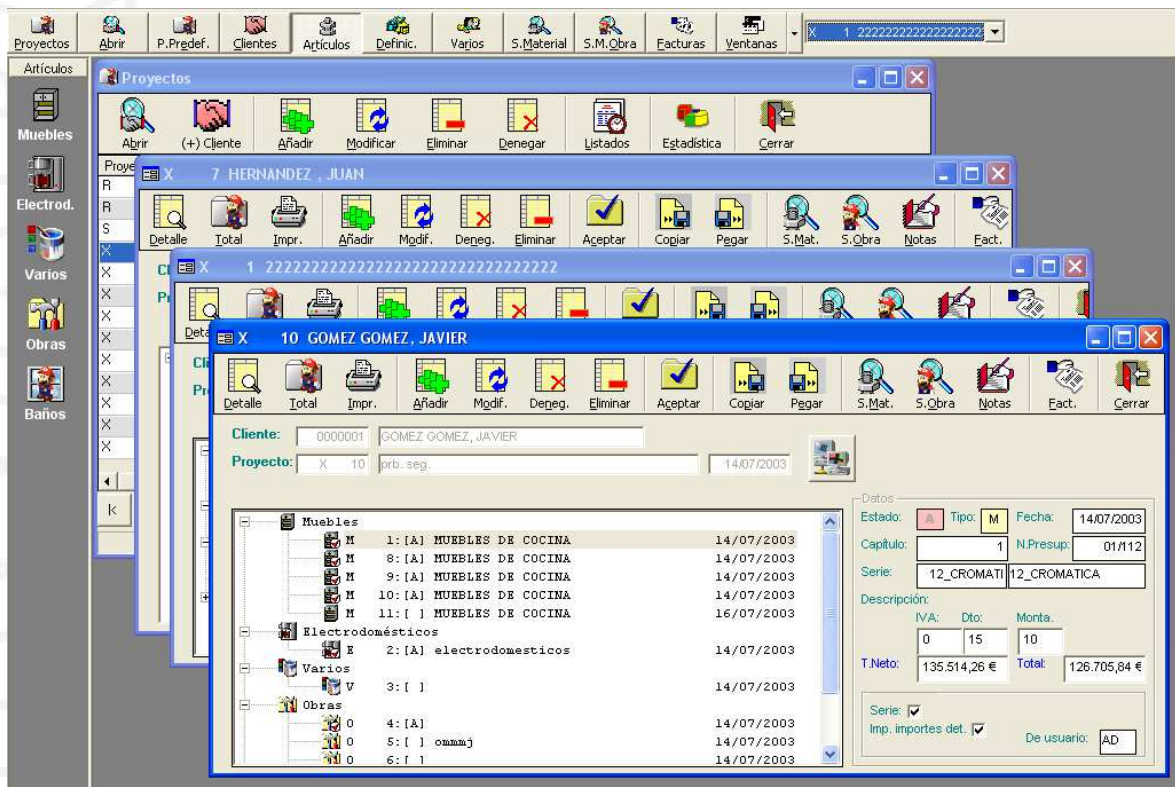 Proyectos Abrir P.Predef. Clientes Artículos Definic. Varios S.Material S.M.Obra Facturas Ventanas X 1 22222222222222222
Artículos
Muebles
Electrod.
Varios
Obras
Baños
Proyectos
Abrir (+) Cliente Añadir Modificar Eliminar Denegar Listados Estadística Cerrar
Proye
R
R
S
X
X
X
X
X
X
X
X
X
X
X 7 HERNANDEZ , JUAN
Detalle Total Impr. Añadir Modif. Deneg. Eliminar Aceptar Copiar Pegar S.Mat. S.Obra Notas Fact.
X 1 22222222222222222222222222222222
X 10 GOMEZ GOMEZ, JAVIER
Detalle Total Impr. Añadir Modif. Deneg. Eliminar Aceptar Copiar Pegar S.Mat. S.Obra Notas Fact. Cerrar
Cliente: 0000001 GOMEZ GOMEZ, JAVIER
Proyecto: X 10 prb. seg. 14/07/2003
Muebles
M 1: [A] MUEBLES DE COCINA 14/07/2003
M 8: [A] MUEBLES DE COCINA 14/07/2003
M 9: [A] MUEBLES DE COCINA 14/07/2003
M 10: [A] MUEBLES DE COCINA 14/07/2003
M 11: [ ] MUEBLES DE COCINA 16/07/2003
Electrodomésticos
E 2: [A] electrodomesticos 14/07/2003
Varios
V 3: [ ] 14/07/2003
Obras
O 4: [A] 14/07/2003
O 5: [ ] ommmj 14/07/2003
O 6: [ ] 14/07/2003
Datos
Estado: A Tipo: M Fecha: 14/07/2003
Capítulo: 1 N.Presup: 01/112
Serie: 12_CROMATI 12_CROMATICA
Descripción:
IVA: Dto: Monta.
0 15 10
T.Neto: 135.514,26 € Total: 126.705,84 €
Serie:
Imp. importes det.
De usuario: AD